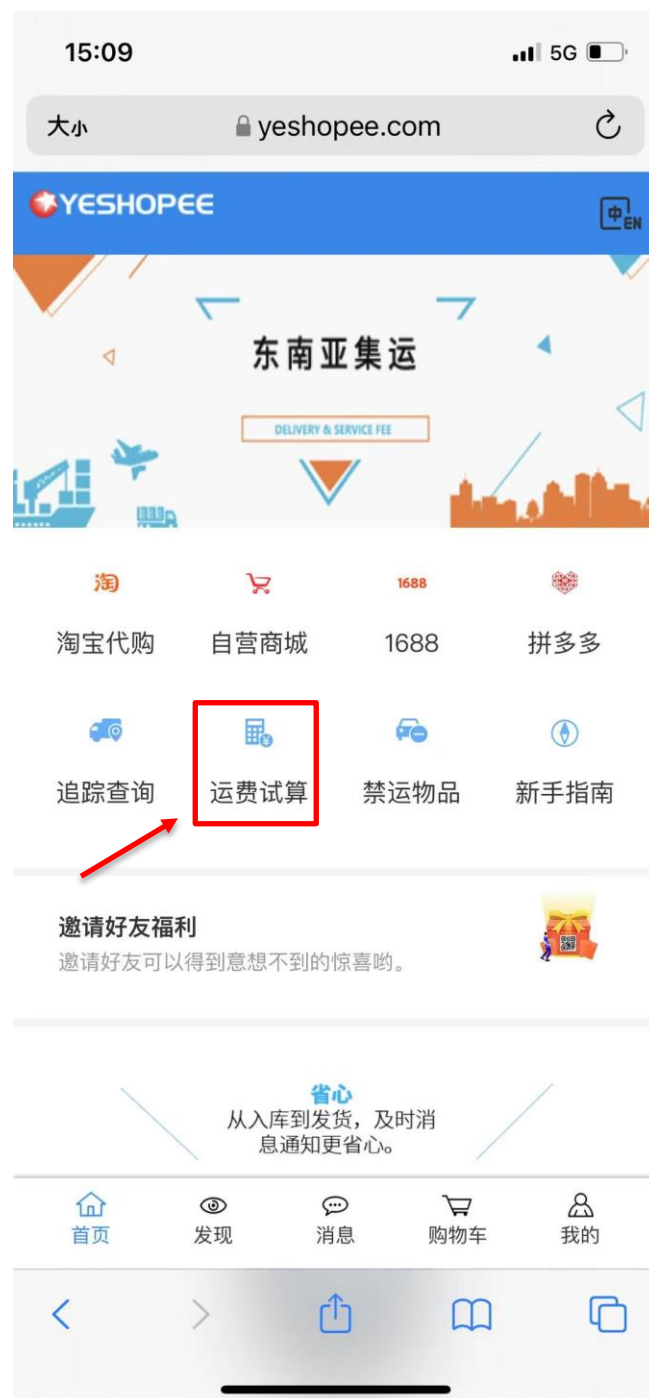 15:09
5G
大小
yeshopee.com
YESHOPEE
中EN
东南亚集运
DELIVERY & SERVICE FEE
淘
1688
淘宝代购
自营商城
1688
拼多多
¥
追踪查询
运费试算
禁运物品
新手指南
邀请好友福利
邀请好友可以得到意想不到的惊喜哟。
省心
从入库到发货，及时消
息通知更省心。
首页
发现
消息
购物车
我的